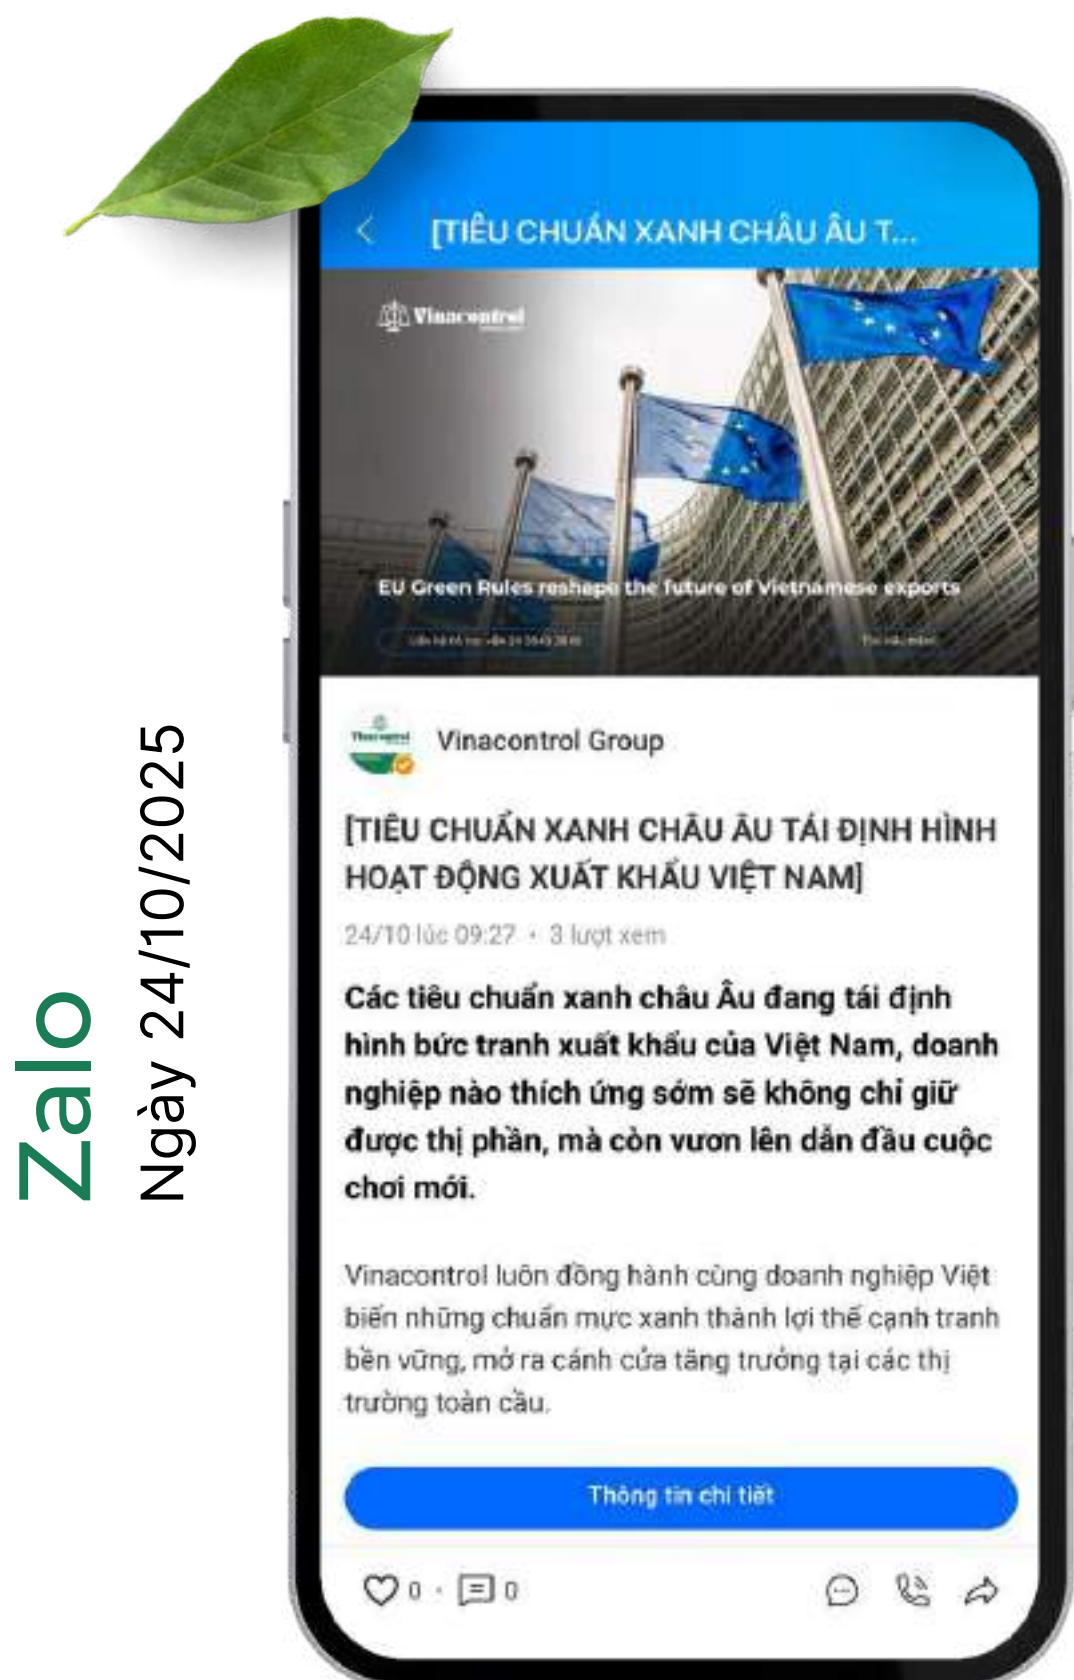 Zalo
Ngày 24/10/2025
[TIÊU CHUẨN XANH CHÂU ÂU T...
Vinacontrol
EU Green Rules reshape the future of Vietnamese exports
Vinacontrol Group
[TIÊU CHUẨN XANH CHÂU ÂU TÁI ĐỊNH HÌNH
HOẠT ĐỘNG XUẤT KHẨU VIỆT NAM]
24/10 lúc 09:27 • 3 lượt xem
Các tiêu chuẩn xanh châu Âu đang tái định
hình bức tranh xuất khẩu của Việt Nam, doanh
nghiệp nào thích ứng sớm sẽ không chỉ giữ
được thị phần, mà còn vươn lên dẫn đầu cuộc
chơi mới.
Vinacontrol luôn đồng hành cùng doanh nghiệp Việt
biến những chuẩn mực xanh thành lợi thế cạnh tranh
bền vững, mở ra cánh cửa tăng trưởng tại các thị
trường toàn cầu.
Thông tin chi tiết
0 · 0